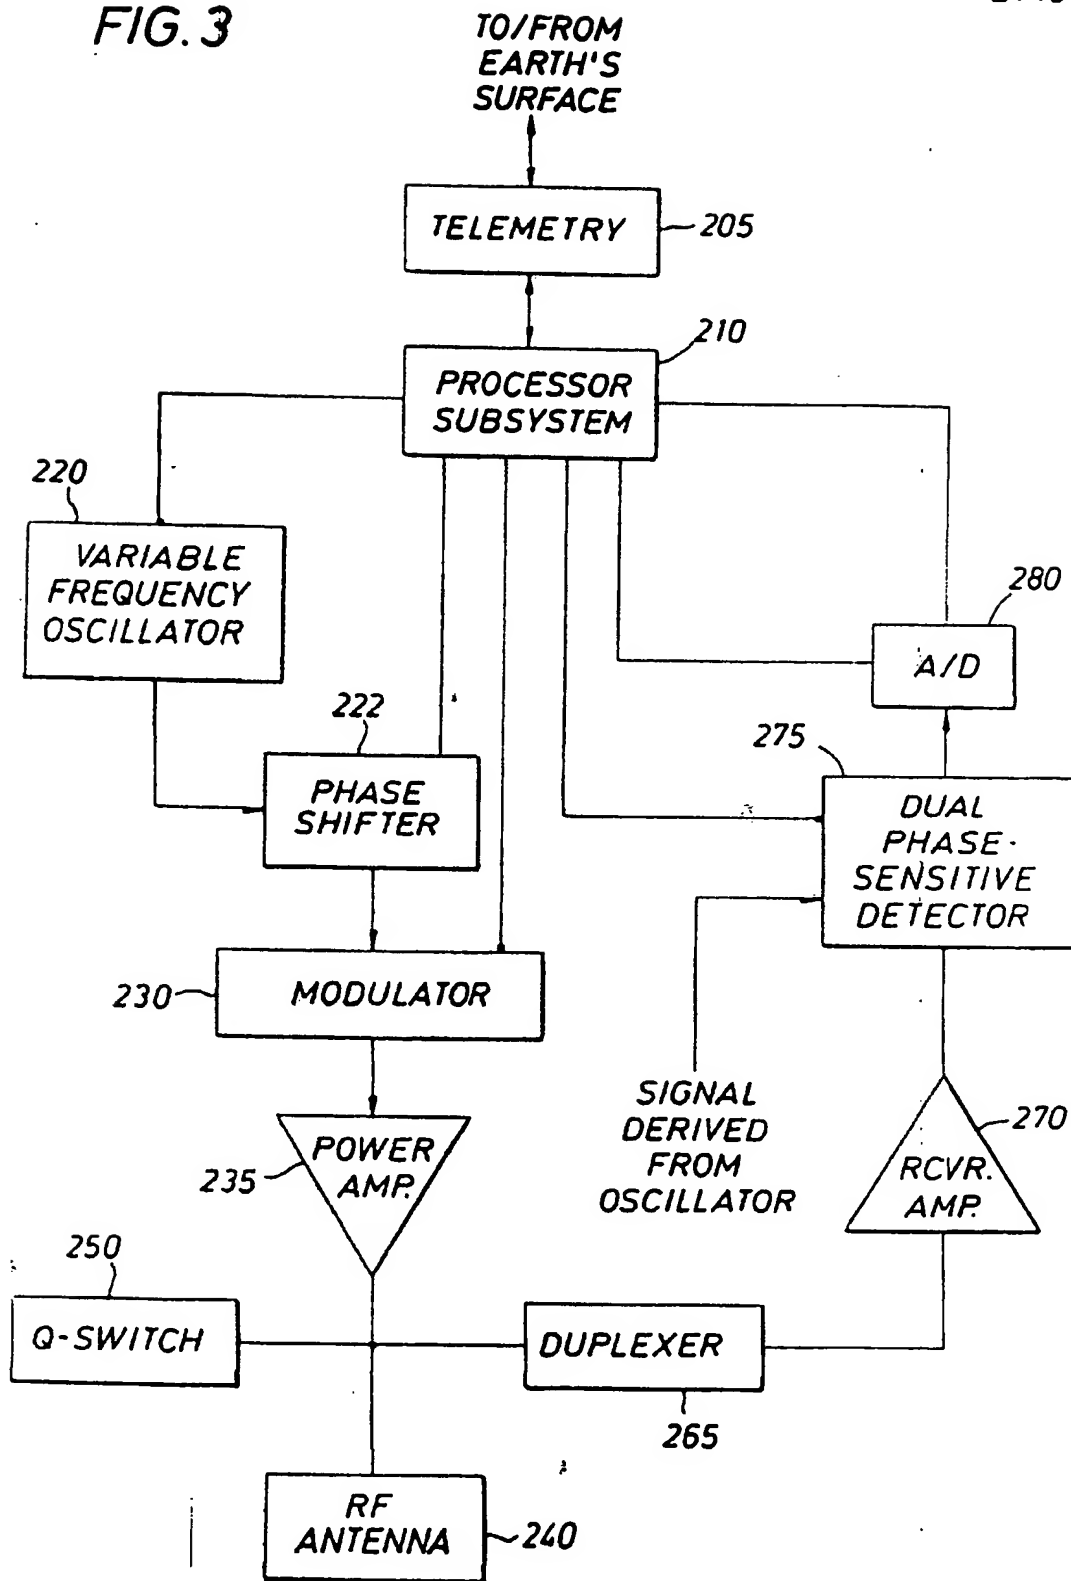 FIG. 3
TO/FROM
EARTH'S
SURFACE
TELEMETRY
205
210
PROCESSOR
SUBSYSTEM
220
VARIABLE
FREQUENCY
OSCILLATOR
280
A/D
222
PHASE
SHIFTER
275
DUAL
PHASE-
SENSITIVE
DETECTOR
230
MODULATOR
SIGNAL
DERIVED
FROM
OSCILLATOR
270
RCVR.
AMP.
235
POWER
AMP.
250
Q-SWITCH
DUPLEXER
265
RF
ANTENNA
240